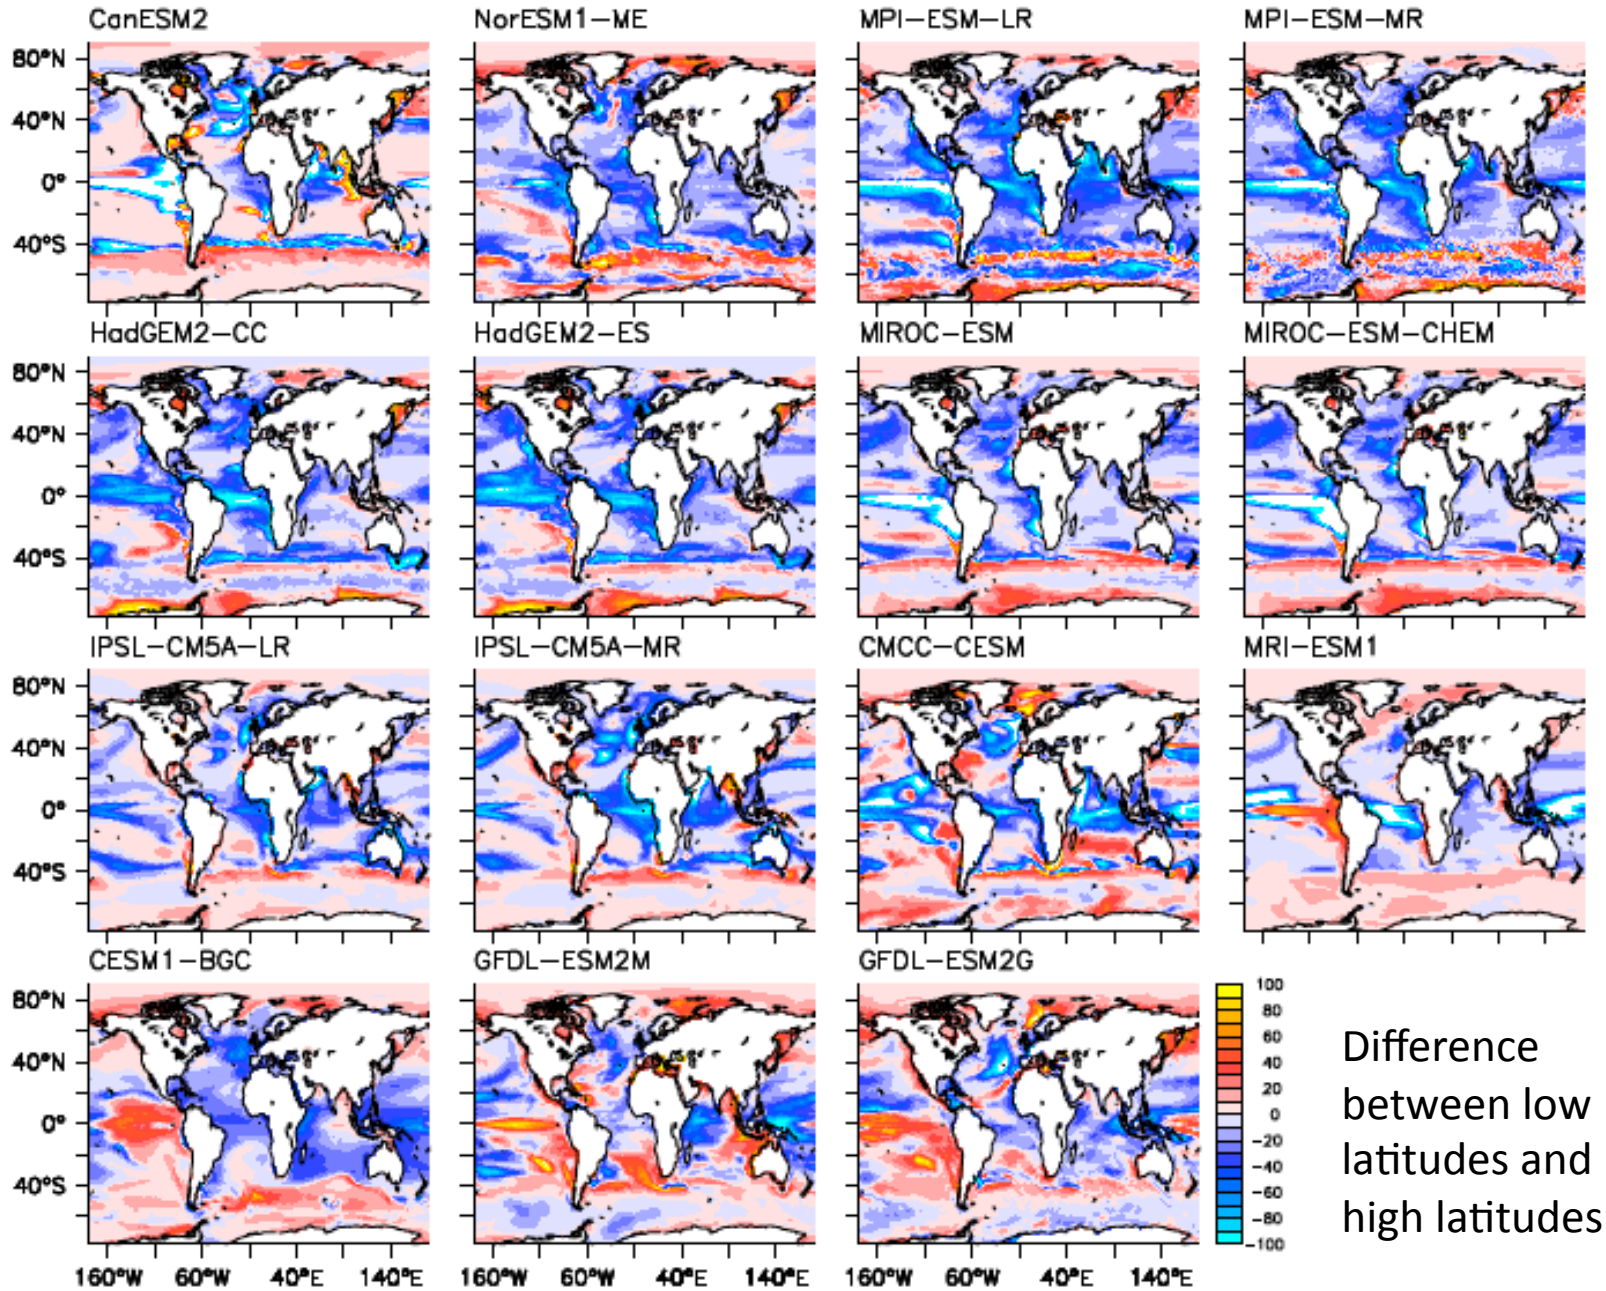 CanESM2 NorESM1-ME MPI-ESM-LR MPI-ESM-MR
80°N
40°N
0°
40°S
HadGEM2-CC HadGEM2-ES MIROC-ESM MIROC-ESM-CHEM
80°N
40°N
0°
40°S
IPSL-CM5A-LR IPSL-CM5A-MR CMCC-CESM MRI-ESM1
80°N
40°N
0°
40°S
CESM1-BGC GFDL-ESM2M GFDL-ESM2G
80°N
40°N
0°
40°S
160°W 60°W 40°E 140°E 160°W 60°W 40°E 140°E 160°W 60°W 40°E 140°E
100
80
60
40
20
0
-20
-40
-60
-80
-100
Difference
between low
latitudes and
high latitudes